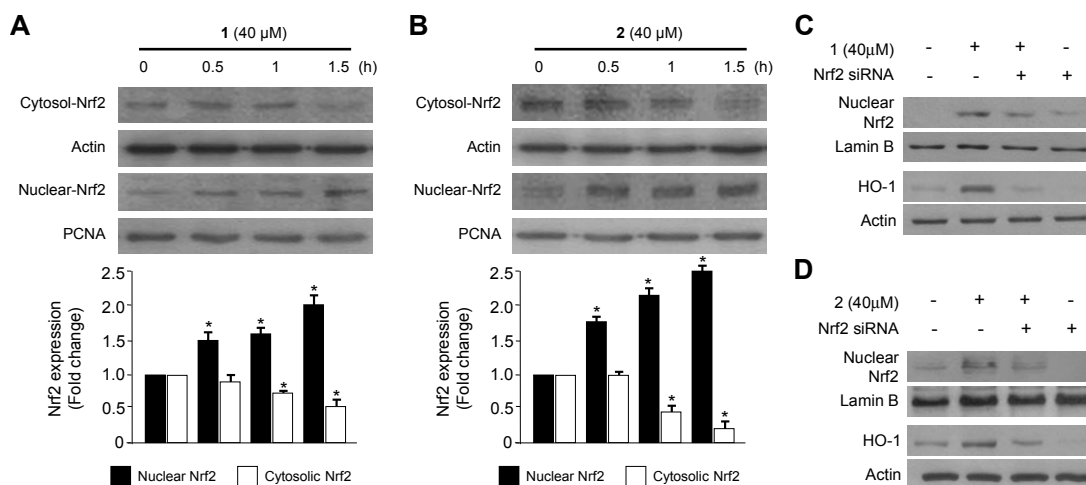 A
1 (40 µM)
0 0.5 1 1.5 (h)
Cytosol-Nrf2
Actin
Nuclear-Nrf2
PCNA
Nrf2 expression
(Fold change)
2.5
2.0
1.5
1.0
0.5
0
* * * * *
Nuclear Nrf2 Cytosolic Nrf2
B
2 (40 µM)
0 0.5 1 1.5 (h)
Cytosol-Nrf2
Actin
Nuclear-Nrf2
PCNA
Nrf2 expression
(Fold change)
2.5
2.0
1.5
1.0
0.5
0
* * * * *
Nuclear Nrf2 Cytosolic Nrf2
C
1 (40µM) - + + -
Nrf2 siRNA - - + +
Nuclear
Nrf2
Lamin B
HO-1
Actin
D
2 (40µM) - + + -
Nrf2 siRNA - - + +
Nuclear
Nrf2
Lamin B
HO-1
Actin